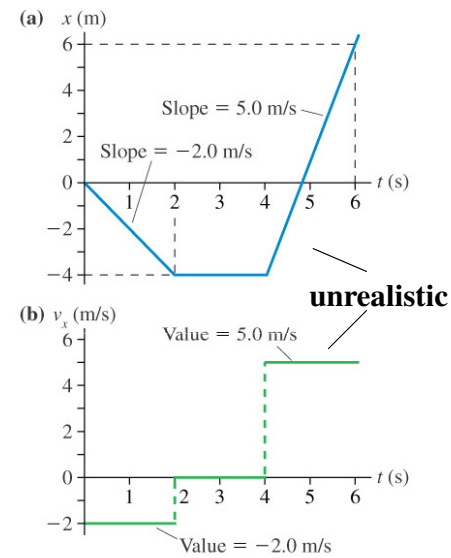 (a) x (m)
6
4
Slope = 5.0 m/s
2
Slope = −2.0 m/s
0
1 2 3 4 5 6
t (s)
−2
−4
unrealistic
(b) vₓ (m/s)
6
Value = 5.0 m/s
4
2
0
t (s)
1 2 3 4 5 6
−2
Value = −2.0 m/s